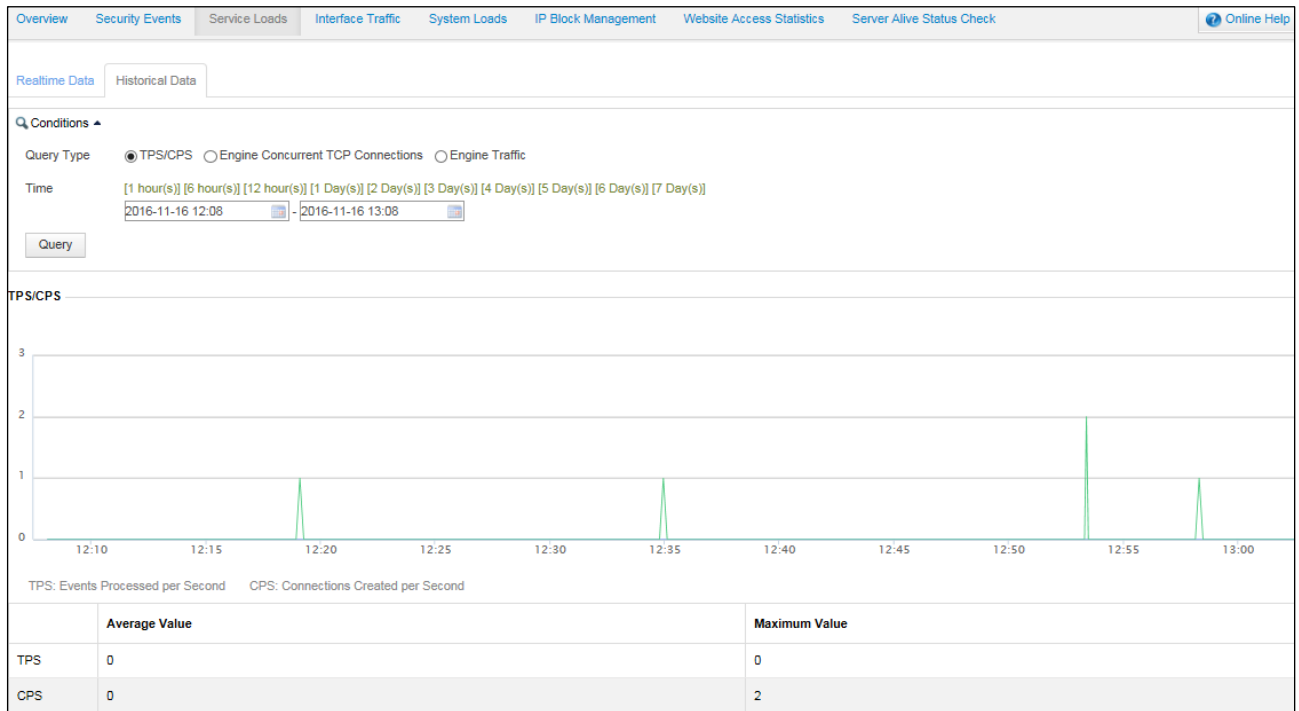 Overview Security Events Service Loads Interface Traffic System Loads IP Block Management Website Access Statistics Server Alive Status Check Online Help
Realtime Data Historical Data
Conditions
Query Type TPS/CPS Engine Concurrent TCP Connections Engine Traffic
Time [1 hour(s)] [6 hour(s)] [12 hour(s)] [1 Day(s)] [2 Day(s)] [3 Day(s)] [4 Day(s)] [5 Day(s)] [6 Day(s)] [7 Day(s)]
2016-11-16 12:08 - 2016-11-16 13:08
Query
TPS/CPS
3
2
1
0
12:10 12:15 12:20 12:25 12:30 12:35 12:40 12:45 12:50 12:55 13:00
TPS: Events Processed per Second CPS: Connections Created per Second
Average Value Maximum Value
TPS 0 0
CPS 0 2